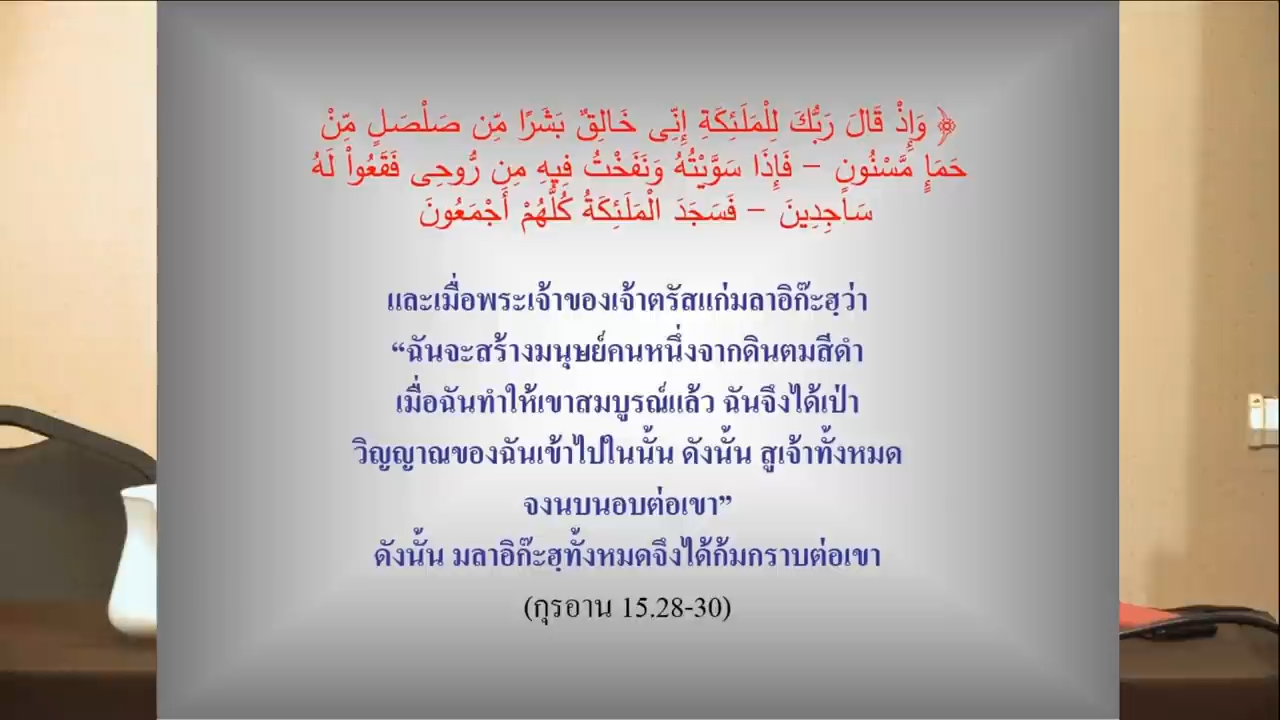 ﴿ وَإِذْ قَالَ رَبُّكَ لِلْمَلَئِكَةِ إِنِّى خَالِقٌ بَشَرًا مِّن صَلْصَلٍ مِّنْ
حَمَإٍ مَّسْنُونٍ – فَإِذَا سَوَّيْتُهُ وَنَفَخْتُ فِيهِ مِن رُّوحِى فَقَعُواْ لَهُ
سَاجِدِينَ – فَسَجَدَ الْمَلَئِكَةُ كُلُّهُمْ أَجْمَعُونَ
และเมื่อพระเจ้าของเจ้าตรัสแก่มลาอิก๊ะฮฺว่า
“ฉันจะสร้างมนุษย์คนหนึ่งจากดินตมสีดำ
เมื่อฉันทำให้เขาสมบูรณ์แล้ว ฉันจึงได้เป่า
วิญญาณของฉันเข้าไปในนั้น ดังนั้น สูเจ้าทั้งหมด
จงนบนอบต่อเขา”
ดังนั้น มลาอิก๊ะฮฺทั้งหมดจึงได้ก้มกราบต่อเขา
(กุรอาน 15.28-30)